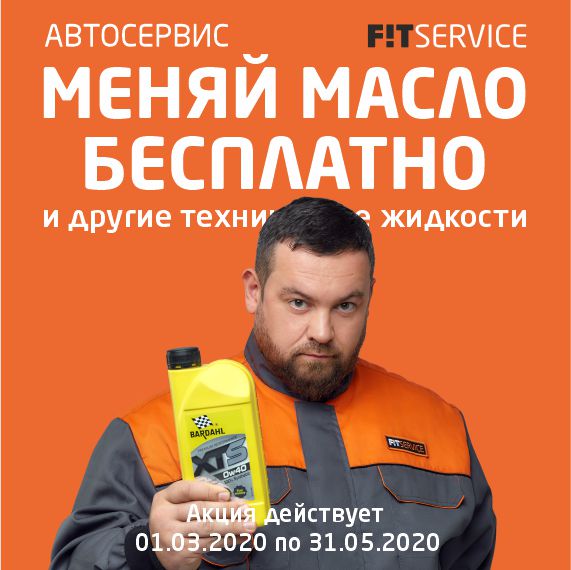 АВТОСЕРВИС
F!TSERVICE
МЕНЯЙ МАСЛО
БЕСПЛАТНО
и другие жидкости
BARDAHL
XTS
0W40
F!TSERVICE
Акция действует
01.03.2020 по 31.05.2020